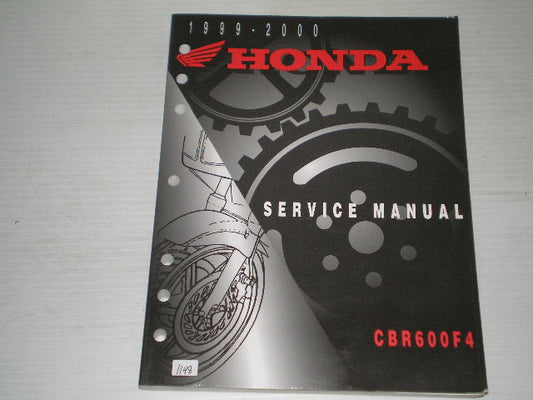 1999-2000
HONDA
SERVICE MANUAL
CBR600F4
1148